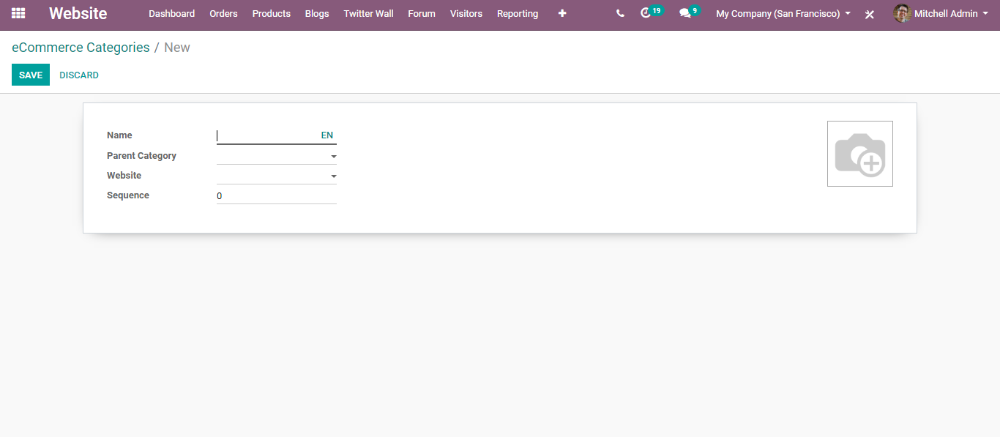 Website Dashboard Orders Products Blogs Twitter Wall Forum Visitors Reporting 19 9 My Company (San Francisco) Mitchell Admin
eCommerce Categories / New
SAVE DISCARD
Name EN
Parent Category
Website
Sequence 0